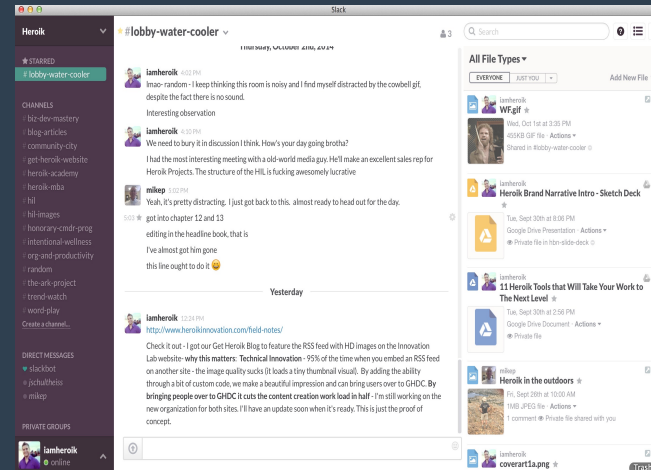 Slack
Heroik
★ STARRED
# lobby-water-cooler
CHANNELS
# biz-dev-mastery
# blog-articles
# community-city
# get-heroik-website
# heroik-academy
# heroik-mba
# hil
# hil-images
# honorary-cmdr-prog
# intentional-wellness
# org-and-productivity
# random
# the-ark-project
# trend-watch
# word-play
Create a channel...
DIRECT MESSAGES
slackbot
jschultheiss
mikep
PRIVATE GROUPS
iamheroik
online
#lobby-water-cooler
3
Thursday, October 2nd, 2014
iamheroik 4:02 PM
lmao- random - I keep thinking this room is noisy and I find myself distracted by the cowbell gif,
despite the fact there is no sound.
Interesting observation
iamheroik 4:10 PM
We need to bury it in discussion I think. How's your day going brotha?
I had the most interesting meeting with a old-world media guy. He'll make an excellent sales rep for
Heroik Projects. The structure of the HIL is fucking awesomely lucrative
mikep 5:02 PM
Yeah, it's pretty distracting. I just got back to this. almost ready to head out for the day.
5:03 ★ got into chapter 12 and 13
editing in the headline book, that is
I've almost got him gone
this line ought to do it
Yesterday
iamheroik 12:24 PM
http://www.heroikinnovation.com/field-notes/
Check it out - I got our Get Heroik Blog to feature the RSS feed with HD images on the Innovation
Lab website- why this matters: Technical Innovation - 95% of the time when you embed an RSS feed
on another site - the image quality sucks (it loads a tiny thumbnail visual). By adding the ability
through a bit of custom code, we make a beautiful impression and can bring users over to GHDC. By
bringing people over to GHDC it cuts the content creation work load in half - I'm still working on the
new organization for both sites. I'll have an update soon when it's ready. This is just the proof of
concept.
Search
All File Types
EVERYONE JUST YOU
Add New File
iamheroik
WF.gif ★
Wed, Oct 1st at 3:35 PM
455KB GIF file · Actions
Shared in #lobby-water-cooler
iamheroik
Heroik Brand Narrative Intro - Sketch Deck
★
Tue, Sept 30th at 8:06 PM
Google Drive Presentation · Actions
Private file in hbn-slide-deck
iamheroik
11 Heroik Tools that Will Take Your Work to
The Next Level ★
Tue, Sept 30th at 2:56 PM
Google Drive Document · Actions
Private file
mikep
Heroik in the outdoors ★
Fri, Sept 26th at 10:00 AM
1MB JPEG file · Actions
1 comment Private file shared with you
iamheroik
coverart1a.png ★
Trash